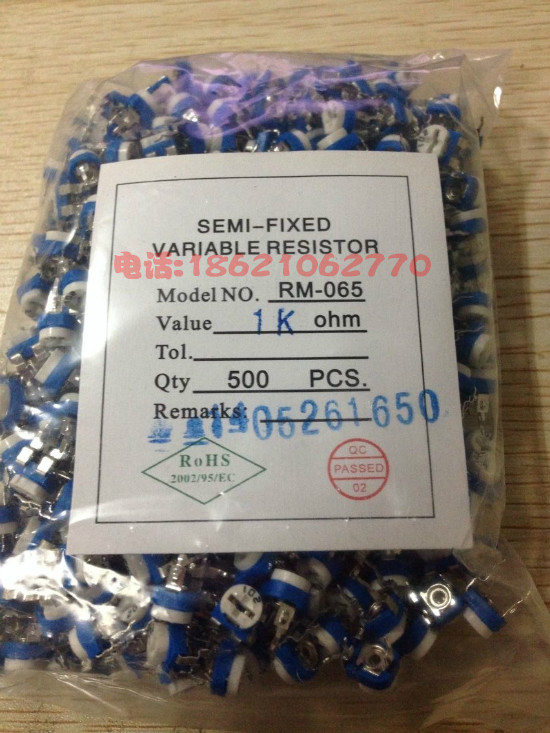 SEMI-FIXED
VARIABLE RESISTOR
电话:18621062770
Model NO. RM-065
Value 1K ohm
Tol.
Qty 500 PCS.
Remarks:
05261650
RoHS
2002/95/EC
QC
PASSED
02